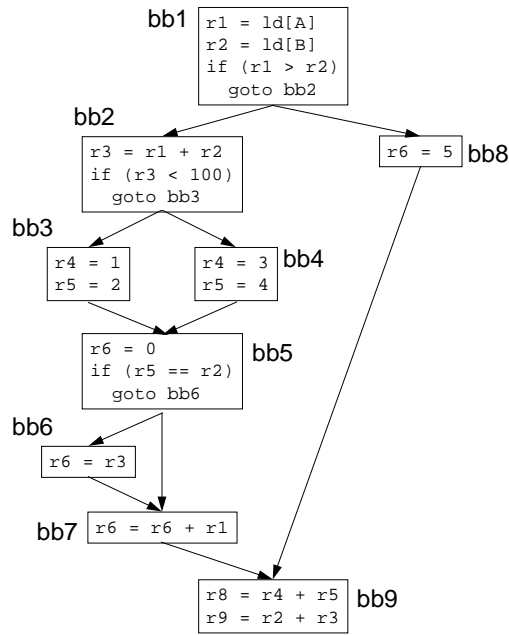 bb1
r1 = ld[A]
r2 = ld[B]
if (r1 > r2)
goto bb2
bb2
r3 = r1 + r2
if (r3 < 100)
goto bb3
r6 = 5
bb8
bb3
r4 = 1
r5 = 2
r4 = 3
r5 = 4
bb4
r6 = 0
if (r5 == r2)
goto bb6
bb5
bb6
r6 = r3
bb7
r6 = r6 + r1
r8 = r4 + r5
r9 = r2 + r3
bb9